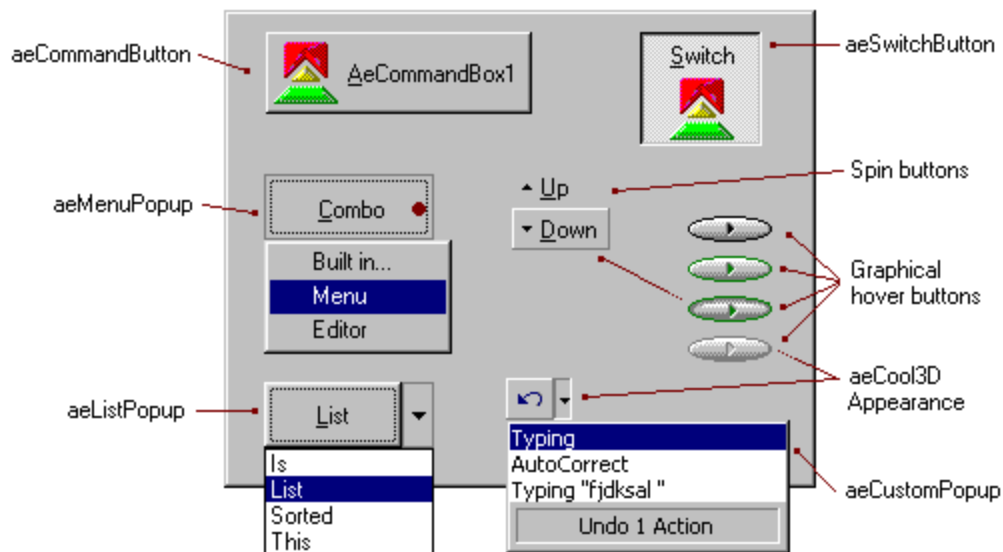 aeCommandButton
AeCommandBox1
Switch
aeSwitchButton
aeMenuPopup
Combo
Built in...
Menu
Editor
Up
Down
Spin buttons
Graphical
hover buttons
aeListPopup
List
Is
List
Sorted
This
aeCool3D
Appearance
Typing
AutoCorrect
Typing "fjdksal "
Undo 1 Action
aeCustomPopup